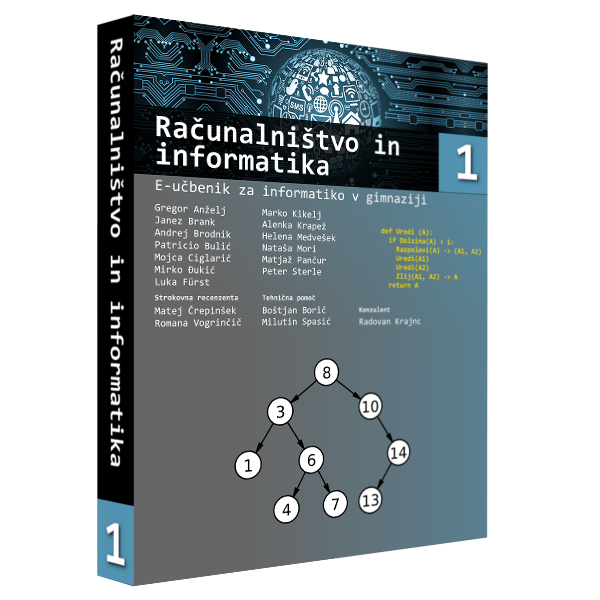 Računalništvo in informatika
1
SMS
Računalništvo in
informatika
1
E-učbenik za informatiko v gimnaziji
Gregor Anželj
Janez Brank
Andrej Brodnik
Patricio Bulić
Mojca Ciglarič
Mirko Đukić
Luka Fürst
Marko Kikelj
Alenka Krapež
Helena Medvešek
Nataša Mori
Matjaž Pančur
Peter Sterle
def Uredi (A):
if Dolzina(A) > 1:
Razpolovi(A) -> (A1, A2)
Uredi(A1)
Uredi(A2)
Zlij(A1, A2) -> A
return A
Strokovna recenzenta
Matej Črepinšek
Romana Vogrinčič
Tehnična pomoč
Boštjan Borič
Milutin Spasić
Konzulent
Radovan Krajnc
8
3
10
1
6
14
4
7
13